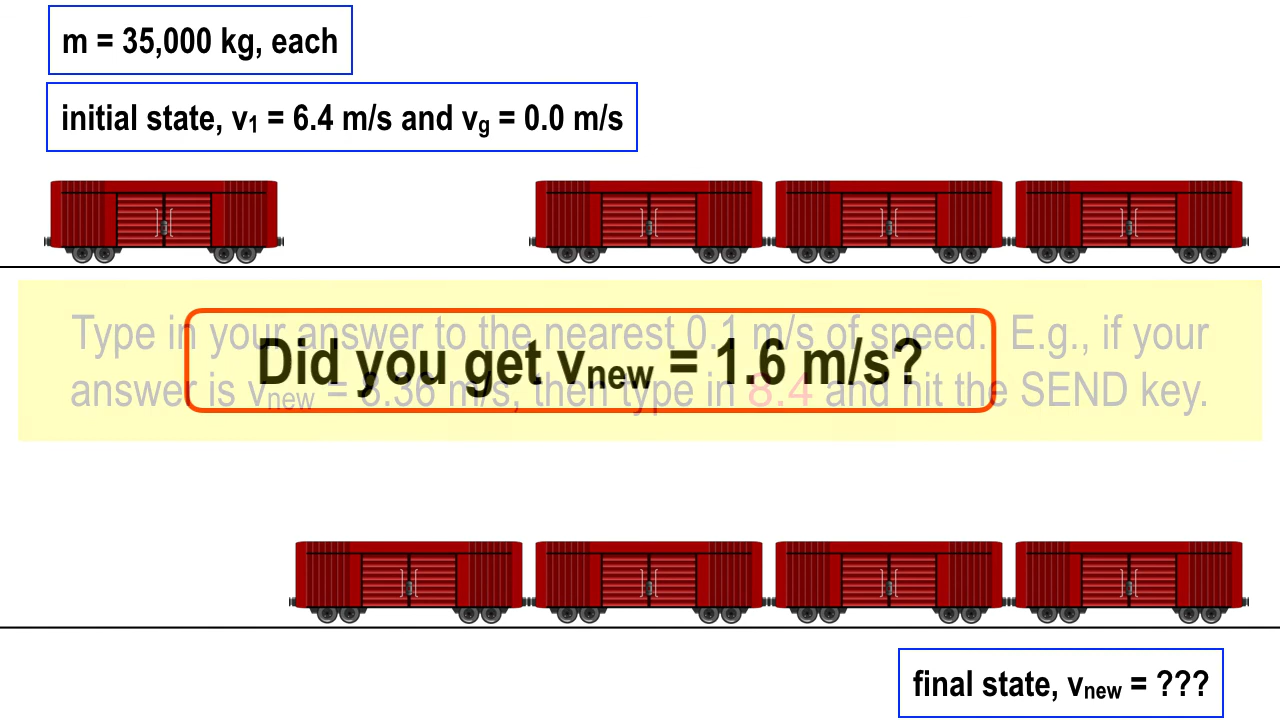 m = 35,000 kg, each
initial state, v₁ = 6.4 m/s and vg = 0.0 m/s
Type in your answer to the nearest 0.1 m/s of speed. E.g., if your
Did you get vnew = 1.6 m/s?
answer is vnew = 8.36 m/s, then type in 8.4 and hit the SEND key.
final state, vnew = ???